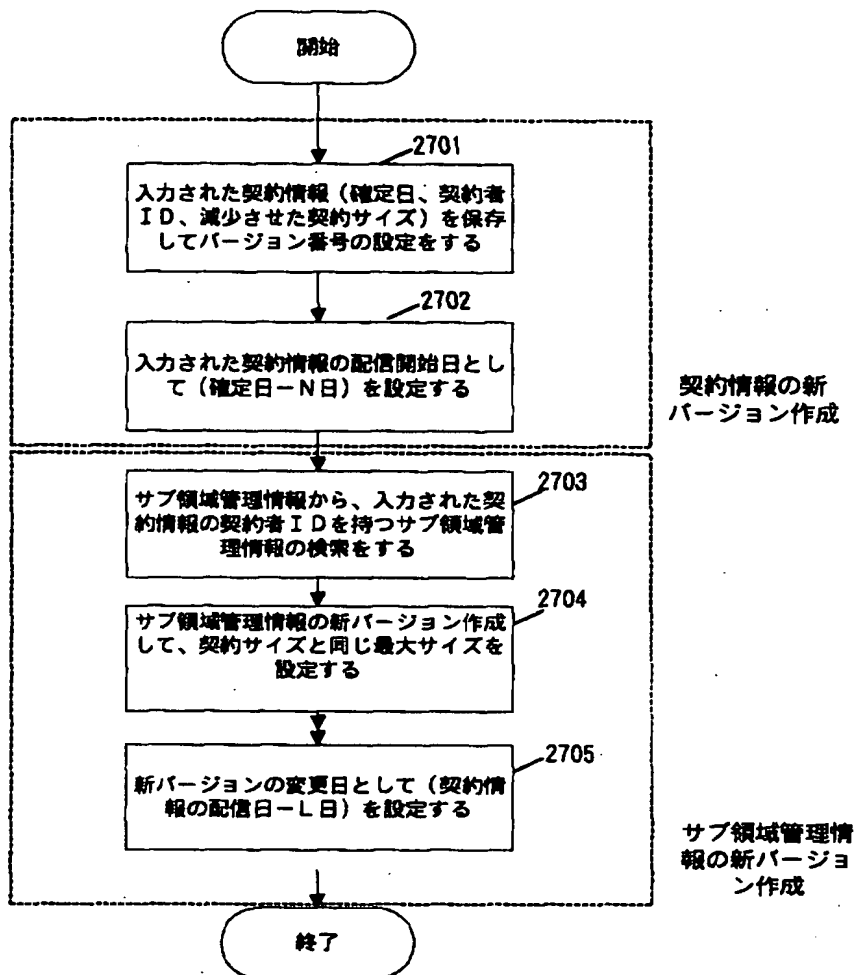 開始
2701
入力された契約情報（確定日、契約者
ＩＤ、減少させた契約サイズ）を保存
してバージョン番号の設定をする
2702
入力された契約情報の配信開始日とし
て（確定日－Ｎ日）を設定する
契約情報の新
バージョン作成
2703
サブ領域管理情報から、入力された契
約情報の契約者ＩＤを持つサブ領域管
理情報の検索をする
2704
サブ領域管理情報の新バージョン作成
して、契約サイズと同じ最大サイズを
設定する
2705
新バージョンの変更日として（契約情
報の配信日－Ｌ日）を設定する
サブ領域管理情
報の新バージョ
ン作成
終了